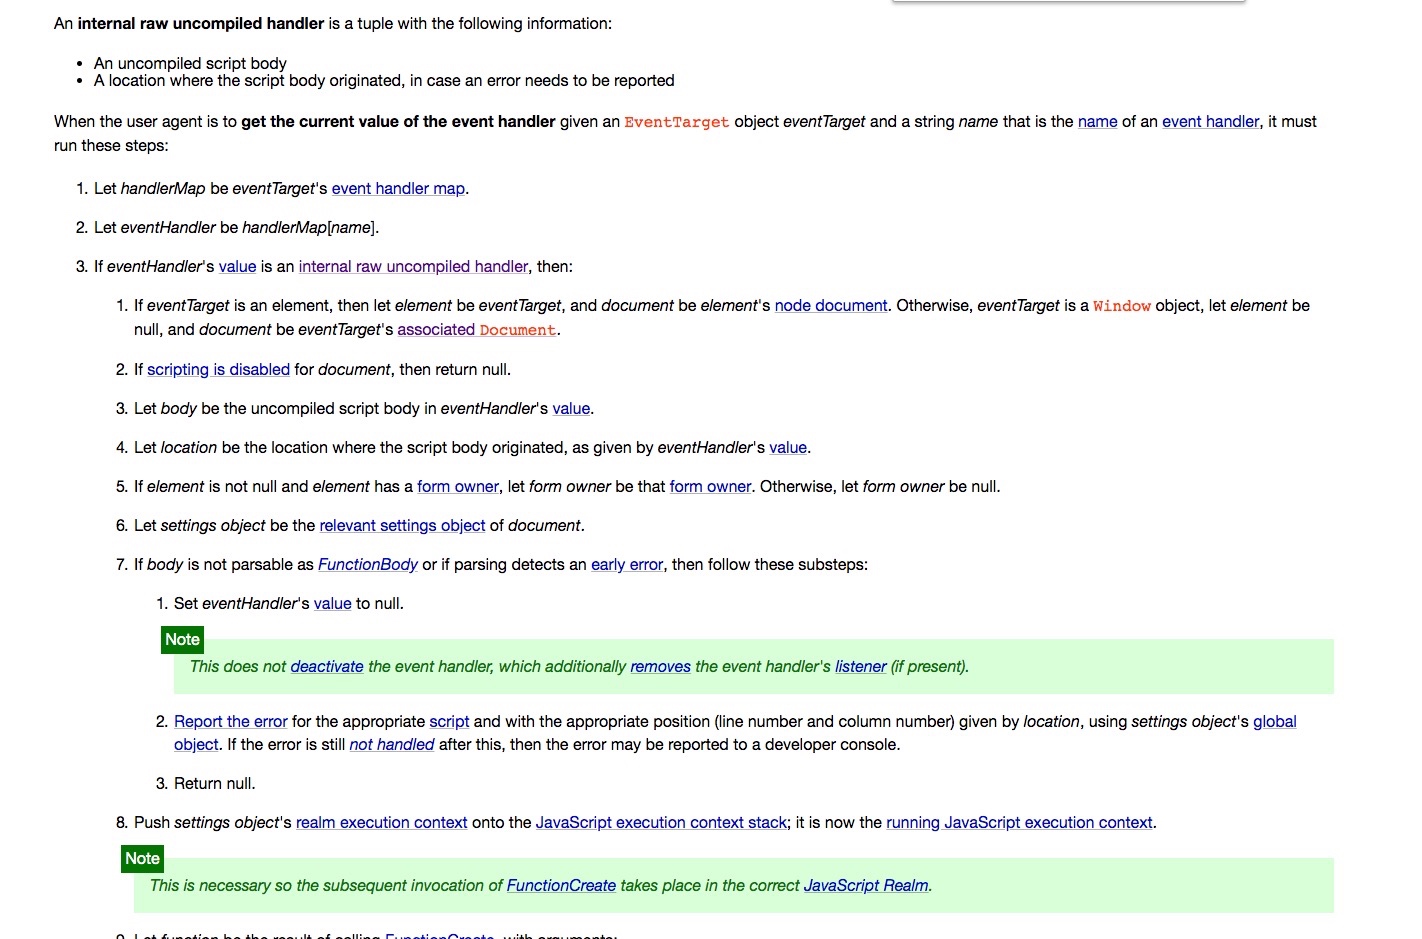 An internal raw uncompiled handler is a tuple with the following information:
• An uncompiled script body
• A location where the script body originated, in case an error needs to be reported
When the user agent is to get the current value of the event handler given an EventTarget object eventTarget and a string name that is the name of an event handler, it must
run these steps:
1. Let handlerMap be eventTarget's event handler map.
2. Let eventHandler be handlerMap[name].
3. If eventHandler's value is an internal raw uncompiled handler, then:
1. If eventTarget is an element, then let element be eventTarget, and document be element's node document. Otherwise, eventTarget is a Window object, let element be
null, and document be eventTarget's associated Document.
2. If scripting is disabled for document, then return null.
3. Let body be the uncompiled script body in eventHandler's value.
4. Let location be the location where the script body originated, as given by eventHandler's value.
5. If element is not null and element has a form owner, let form owner be that form owner. Otherwise, let form owner be null.
6. Let settings object be the relevant settings object of document.
7. If body is not parsable as FunctionBody or if parsing detects an early error, then follow these substeps:
1. Set eventHandler's value to null.
Note
This does not deactivate the event handler, which additionally removes the event handler's listener (if present).
2. Report the error for the appropriate script and with the appropriate position (line number and column number) given by location, using settings object's global
object. If the error is still not handled after this, then the error may be reported to a developer console.
3. Return null.
8. Push settings object's realm execution context onto the JavaScript execution context stack; it is now the running JavaScript execution context.
Note
This is necessary so the subsequent invocation of FunctionCreate takes place in the correct JavaScript Realm.
9. Let function be the result of calling FunctionCreate, with arguments: